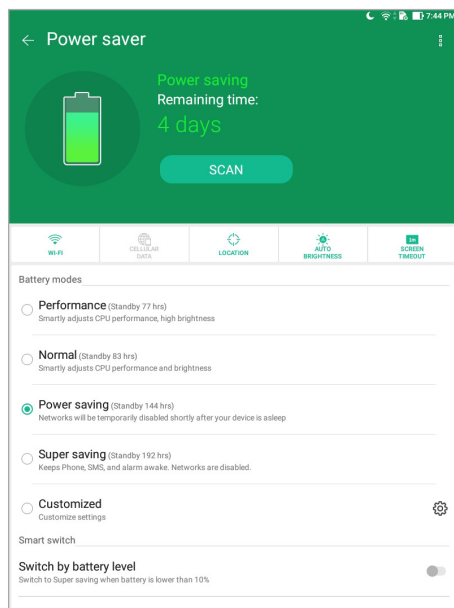 7:44 PM
Power saver
Power saving
Remaining time:
4 days
SCAN
WI-FI
CELLULAR
DATA
LOCATION
AUTO
BRIGHTNESS
1m
SCREEN
TIMEOUT
Battery modes
Performance (Standby 77 hrs)
Smartly adjusts CPU performance, high brightness
Normal (Standby 83 hrs)
Smartly adjusts CPU performance and brightness
Power saving (Standby 144 hrs)
Networks will be temporarily disabled shortly after your device is asleep
Super saving (Standby 192 hrs)
Keeps Phone, SMS, and alarm awake. Networks are disabled.
Customized
Customize settings
Smart switch
Switch by battery level
Switch to Super saving when battery is lower than 10%